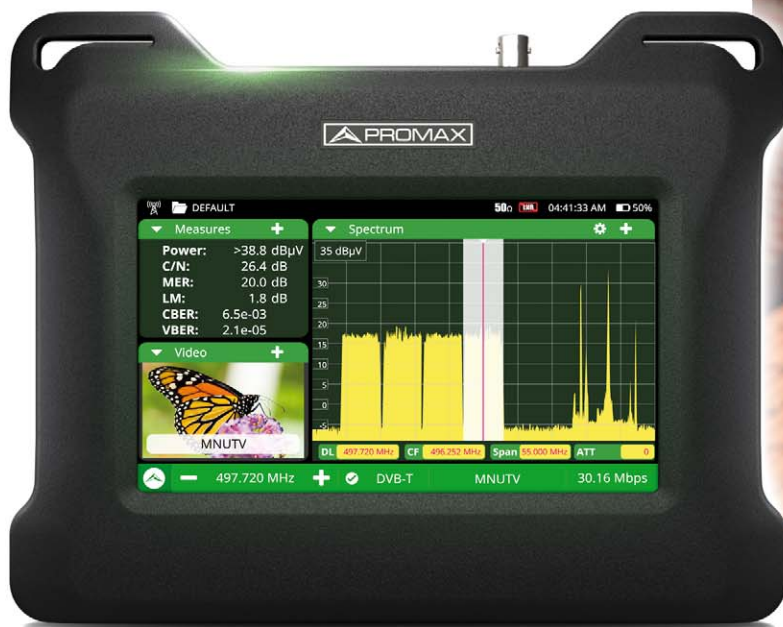 PROMAX
DEFAULT
50Ω 04:41:33 AM 50%
Measures +
Power: >38.8 dBµV
C/N: 26.4 dB
MER: 20.0 dB
LM: 1.8 dB
CBER: 6.5e-03
VBER: 2.1e-05
Video +
MNUTV
Spectrum +
35 dBµV
30
25
20
15
10
5
0
-5
DL 497.720 MHz CF 496.252 MHz Span 55.000 MHz ATT 0
497.720 MHz + DVB-T MNUTV 30.16 Mbps